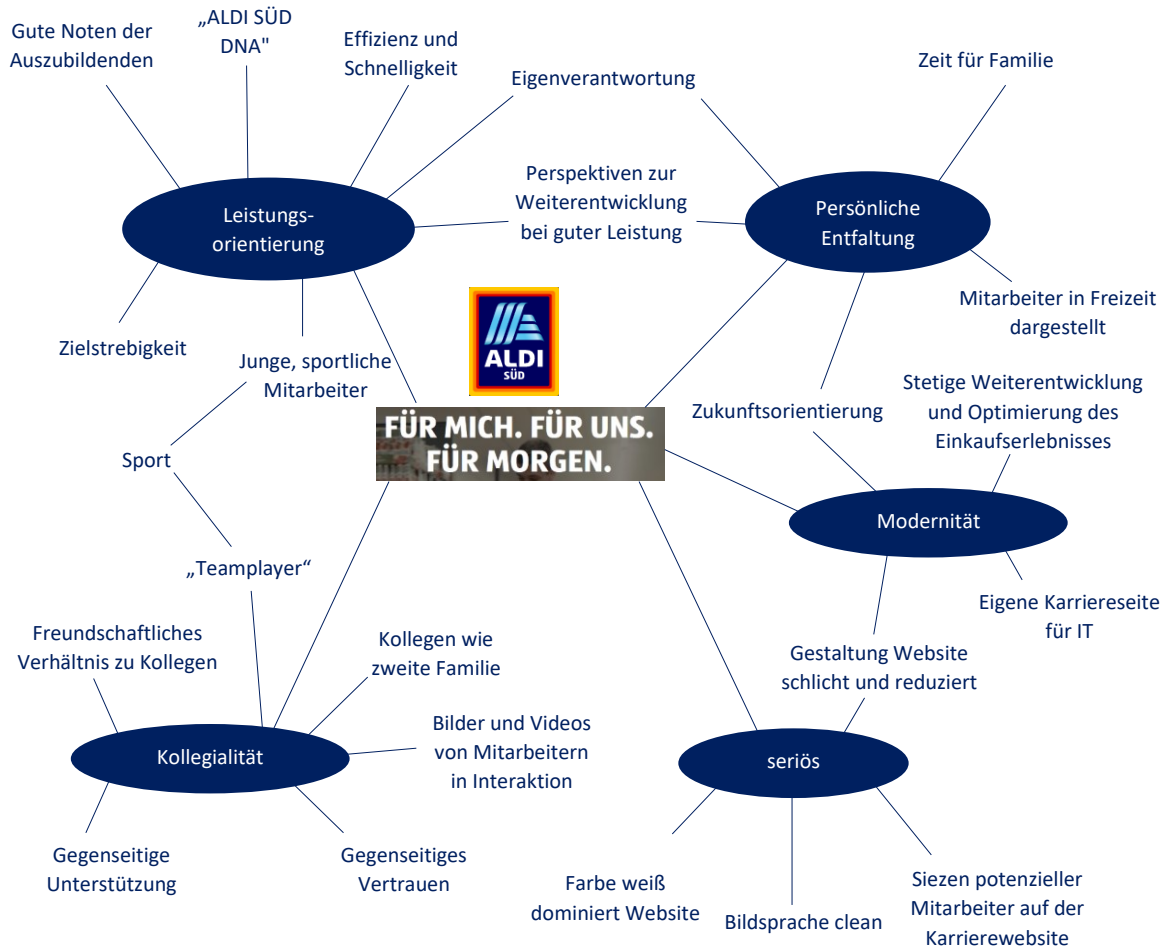 Gute Noten der
Auszubildenden
„ALDI SÜD
DNA"
Effizienz und
Schnelligkeit
Eigenverantwortung
Zeit für Familie
Leistungs-
orientierung
Perspektiven zur
Weiterentwicklung
bei guter Leistung
Persönliche
Entfaltung
Zielstrebigkeit
Junge, sportliche
Mitarbeiter
ALDI
SÜD
Mitarbeiter in Freizeit
dargestellt
FÜR MICH. FÜR UNS.
FÜR MORGEN.
Zukunftsorientierung
Stetige Weiterentwicklung
und Optimierung des
Einkaufserlebnisses
Sport
Modernität
„Teamplayer“
Eigene Karriereseite
für IT
Freundschaftliches
Verhältnis zu Kollegen
Kollegen wie
zweite Familie
Gestaltung Website
schlicht und reduziert
Kollegialität
Bilder und Videos
von Mitarbeitern
in Interaktion
seriös
Gegenseitige
Unterstützung
Gegenseitiges
Vertrauen
Farbe weiß
dominiert Website
Bildsprache clean
Siezen potenzieller
Mitarbeiter auf der
Karrierewebsite